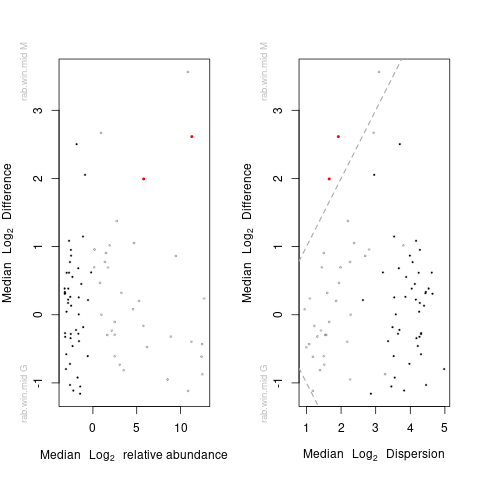 rab.win.mid M
rab.win.mid G
Median Log2 Difference
-1
0
1
2
3
0
5
10
Median Log2 relative abundance
rab.win.mid M
rab.win.mid G
Median Log2 Difference
-1
0
1
2
3
1
2
3
4
5
Median Log2 Dispersion